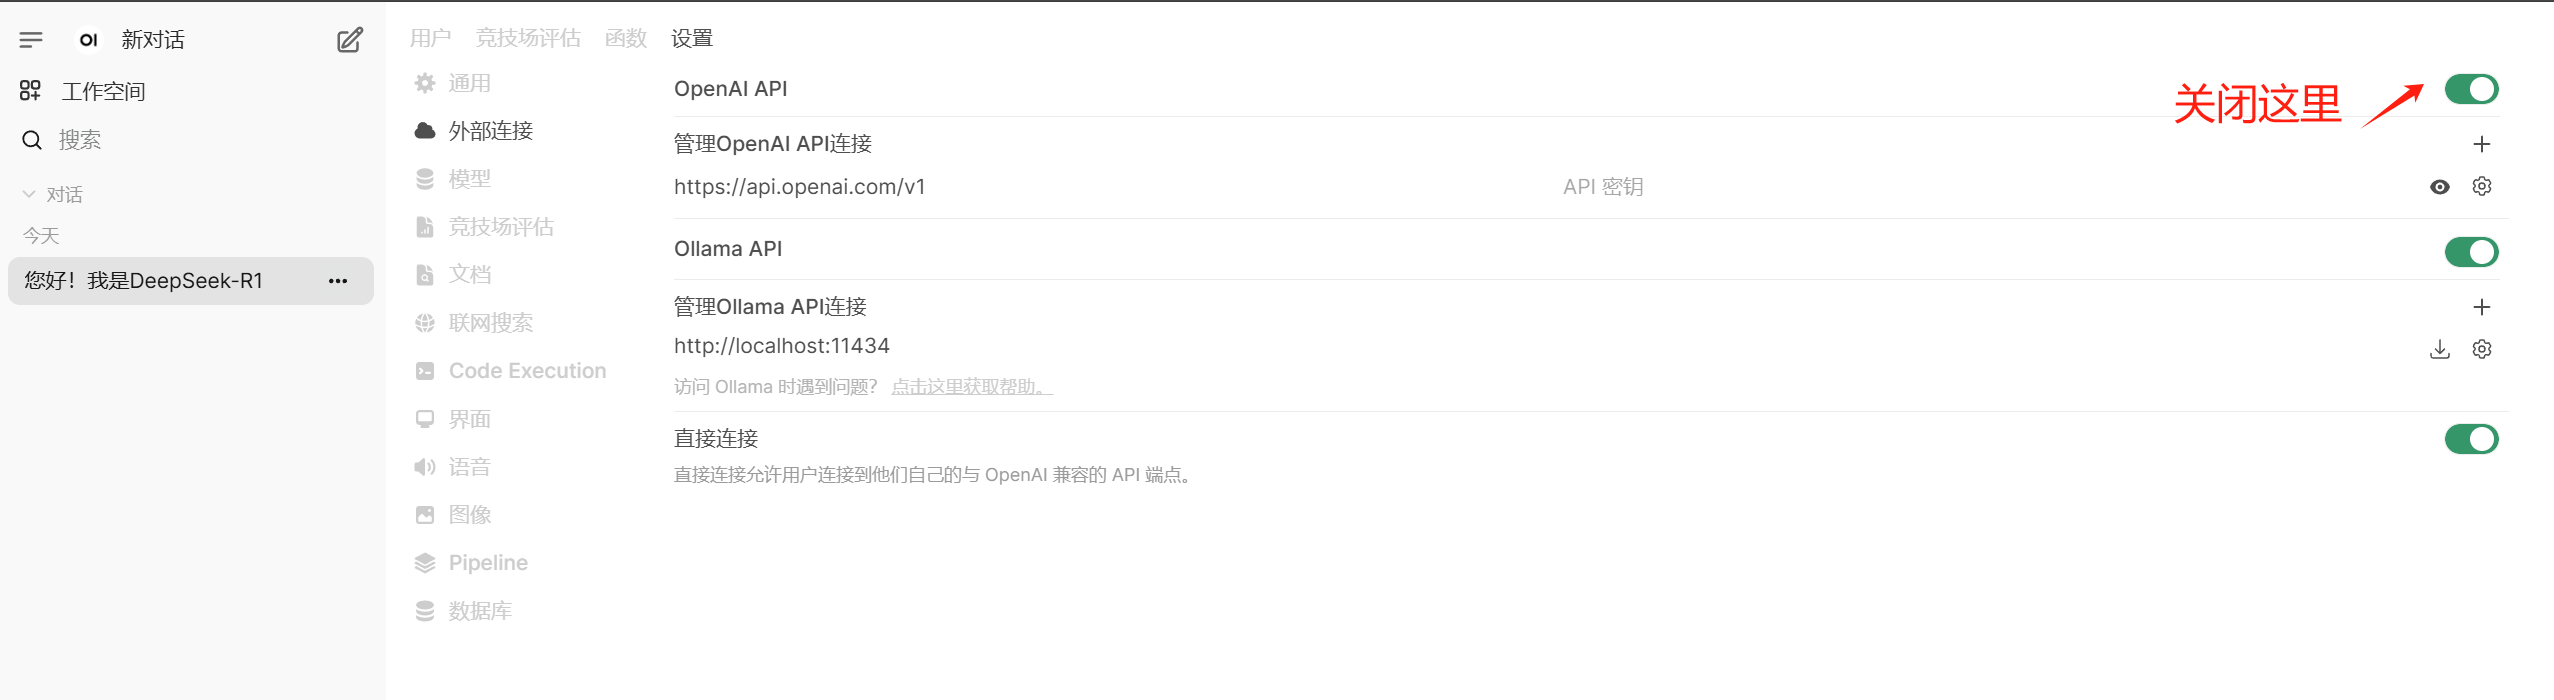 OI 新对话
工作空间
搜索
对话
今天
您好！我是DeepSeek-R1
用户 竞技场评估 函数 设置
通用
外部连接
模型
竞技场评估
文档
联网搜索
Code Execution
界面
语音
图像
Pipeline
数据库
OpenAI API
关闭这里
管理OpenAI API连接
https://api.openai.com/v1 API 密钥
Ollama API
管理Ollama API连接
http://localhost:11434
访问 Ollama 时遇到问题？ 点击这里获取帮助。
直接连接
直接连接允许用户连接到他们自己的与 OpenAI 兼容的 API 端点。